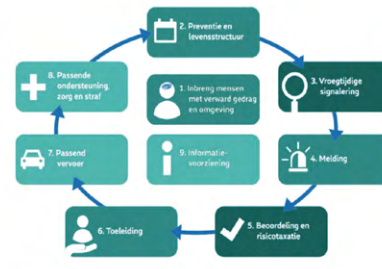 2. Preventie en
levensstructuur
8. Passende
ondersteuning,
zorg en straf
1. Inbreng mensen
met verward gedrag
en omgeving
3. Vroegtijdige
signalering
7. Passend
vervoer
9. Informatie-
voorziening
4. Melding
6. Toeleiding
5. Beoordeling en
risicotaxatie